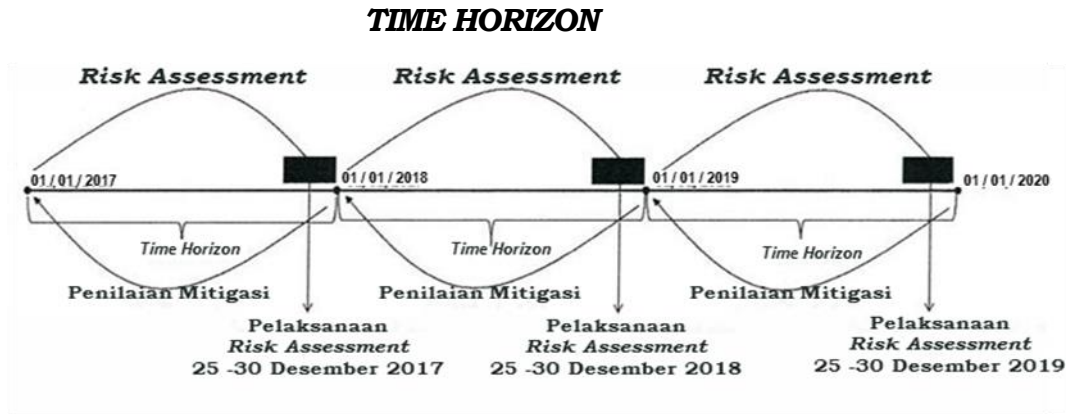 TIME HORIZON
Risk Assessment
Risk Assessment
Risk Assessment
01/01/2017
01/01/2018
01/01/2019
01/01/2020
Time Horizon
Time Horizon
Time Horizon
Penilaian Mitigasi
Penilaian Mitigasi
Penilaian Mitigasi
Pelaksanaan
Risk Assessment
25 -30 Desember 2017
Pelaksanaan
Risk Assessment
25 -30 Desember 2018
Pelaksanaan
Risk Assessment
25 -30 Desember 2019